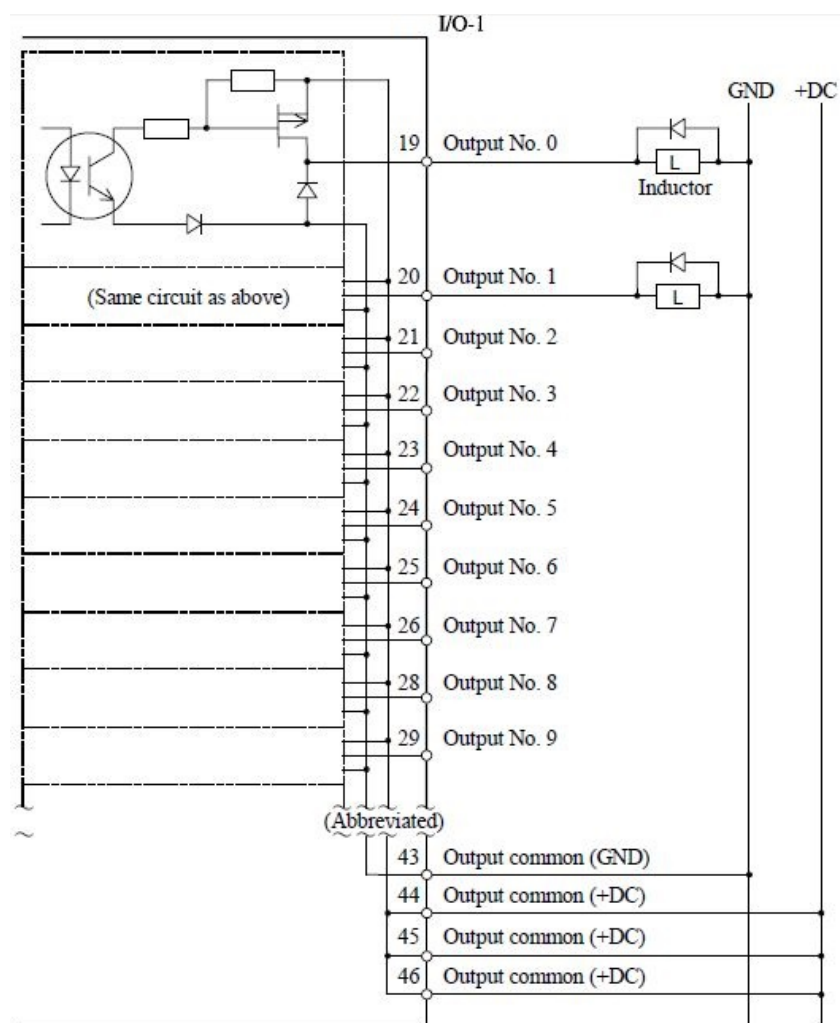 I/O-1
GND +DC
19 Output No. 0
L
Inductor
20 Output No. 1
(Same circuit as above)
L
21 Output No. 2
22 Output No. 3
23 Output No. 4
24 Output No. 5
25 Output No. 6
26 Output No. 7
28 Output No. 8
29 Output No. 9
(Abbreviated)
43 Output common (GND)
44 Output common (+DC)
45 Output common (+DC)
46 Output common (+DC)